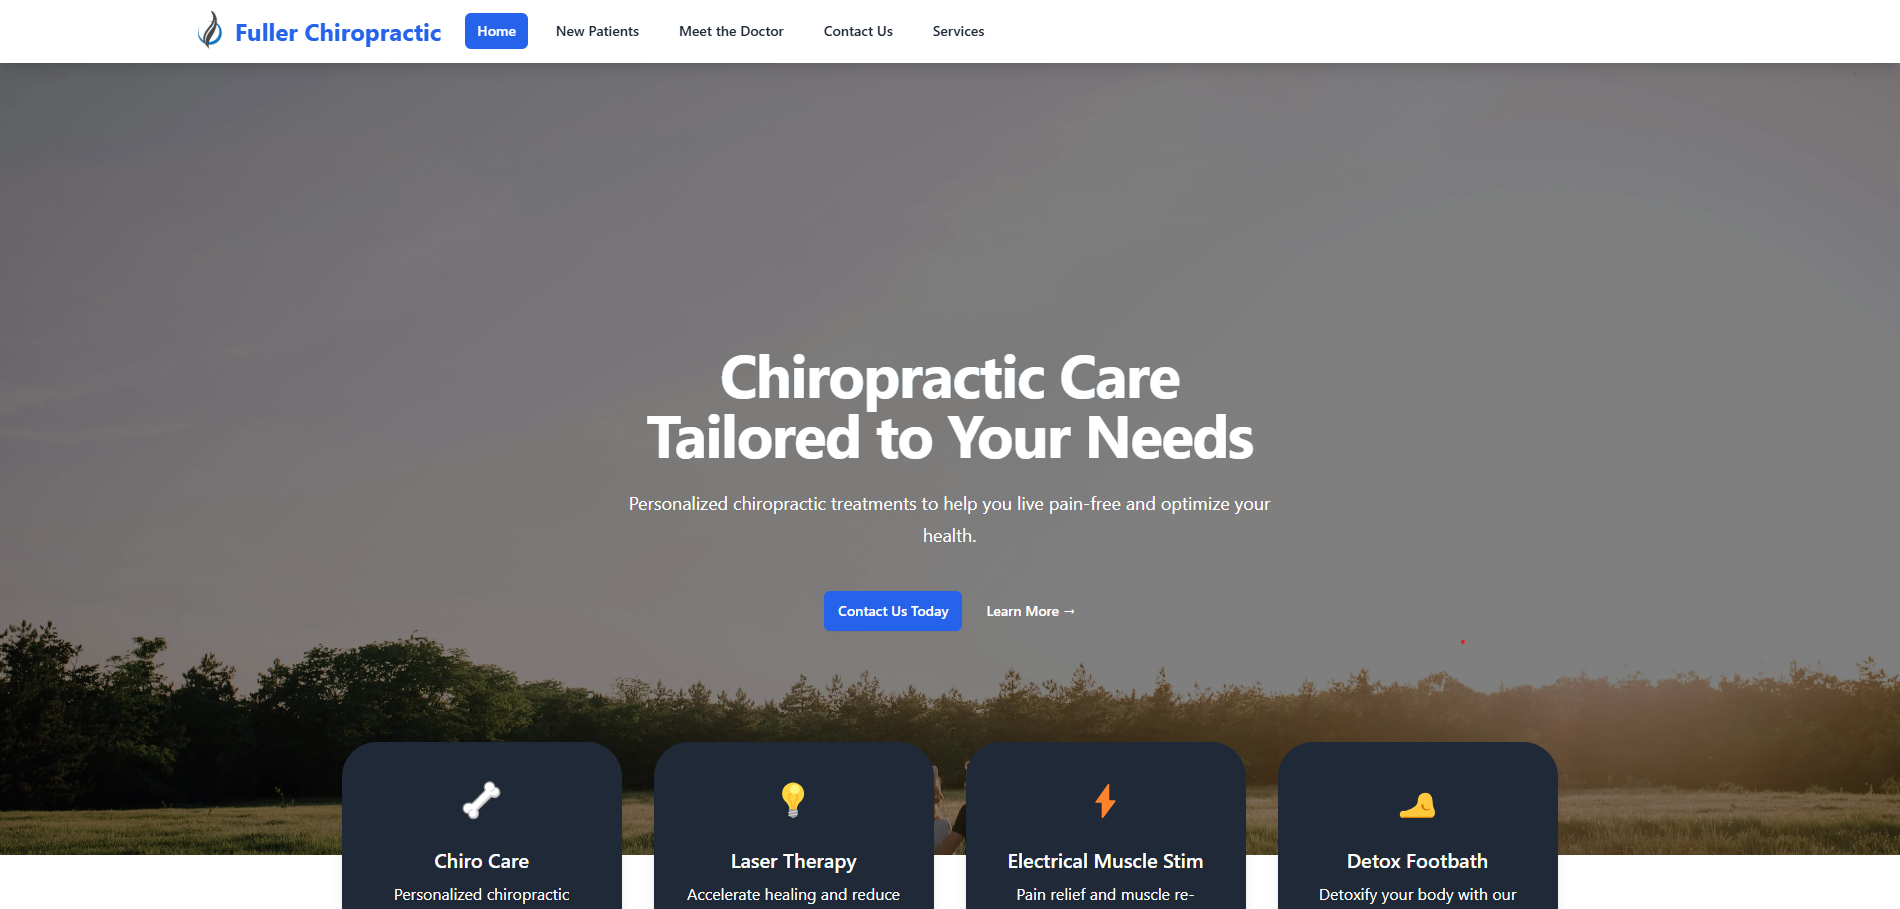 Fuller Chiropractic
Home
New Patients
Meet the Doctor
Contact Us
Services
Chiropractic Care
Tailored to Your Needs
Personalized chiropractic treatments to help you live pain-free and optimize your
health.
Contact Us Today
Learn More →
Chiro Care
Personalized chiropractic
Laser Therapy
Accelerate healing and reduce
Electrical Muscle Stim
Pain relief and muscle re-
Detox Footbath
Detoxify your body with our